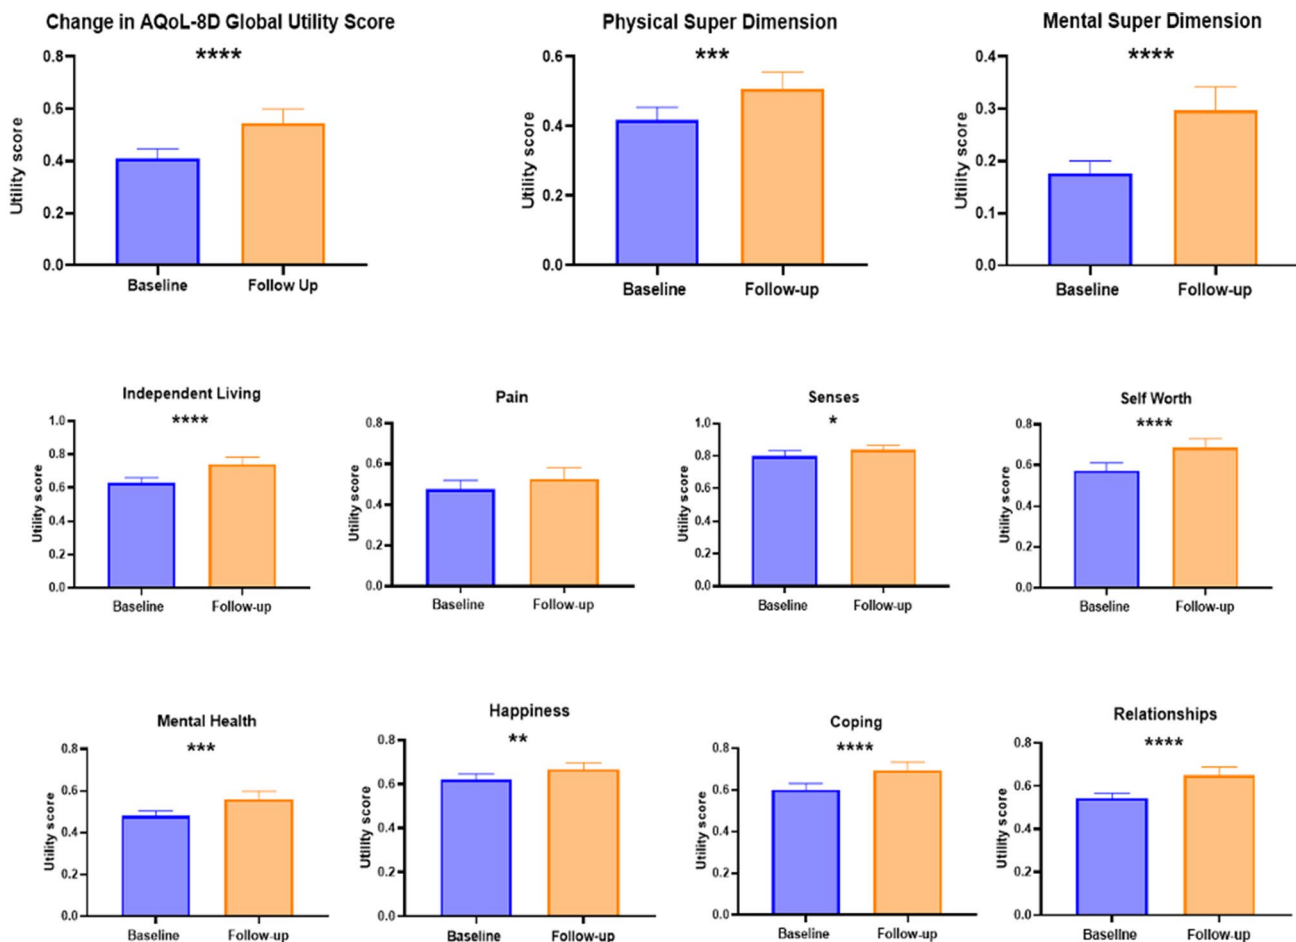 Change in AQoL-8D Global Utility Score
****
Utility score
0.8
0.6
0.4
0.2
0.0
Baseline
Follow Up
Physical Super Dimension
***
Utility score
0.6
0.4
0.2
0.0
Baseline
Follow-up
Mental Super Dimension
****
Utility score
0.4
0.3
0.2
0.1
0.0
Baseline
Follow-up
Independent Living
****
Utility score
1.0
0.8
0.6
0.4
0.2
0.0
Baseline
Follow-up
Pain
Utility score
0.8
0.6
0.4
0.2
0.0
Baseline
Follow-up
Senses
*
Utility score
1.0
0.8
0.6
0.4
0.2
0.0
Baseline
Follow-up
Self Worth
****
Utility score
0.8
0.6
0.4
0.2
0.0
Baseline
Follow-up
Mental Health
***
Utility score
0.8
0.6
0.4
0.2
0.0
Baseline
Follow-up
Happiness
**
Utility score
0.8
0.6
0.4
0.2
0.0
Baseline
Follow-up
Coping
****
Utility score
0.8
0.6
0.4
0.2
0.0
Baseline
Follow-up
Relationships
****
Utility score
0.8
0.6
0.4
0.2
0.0
Baseline
Follow-up